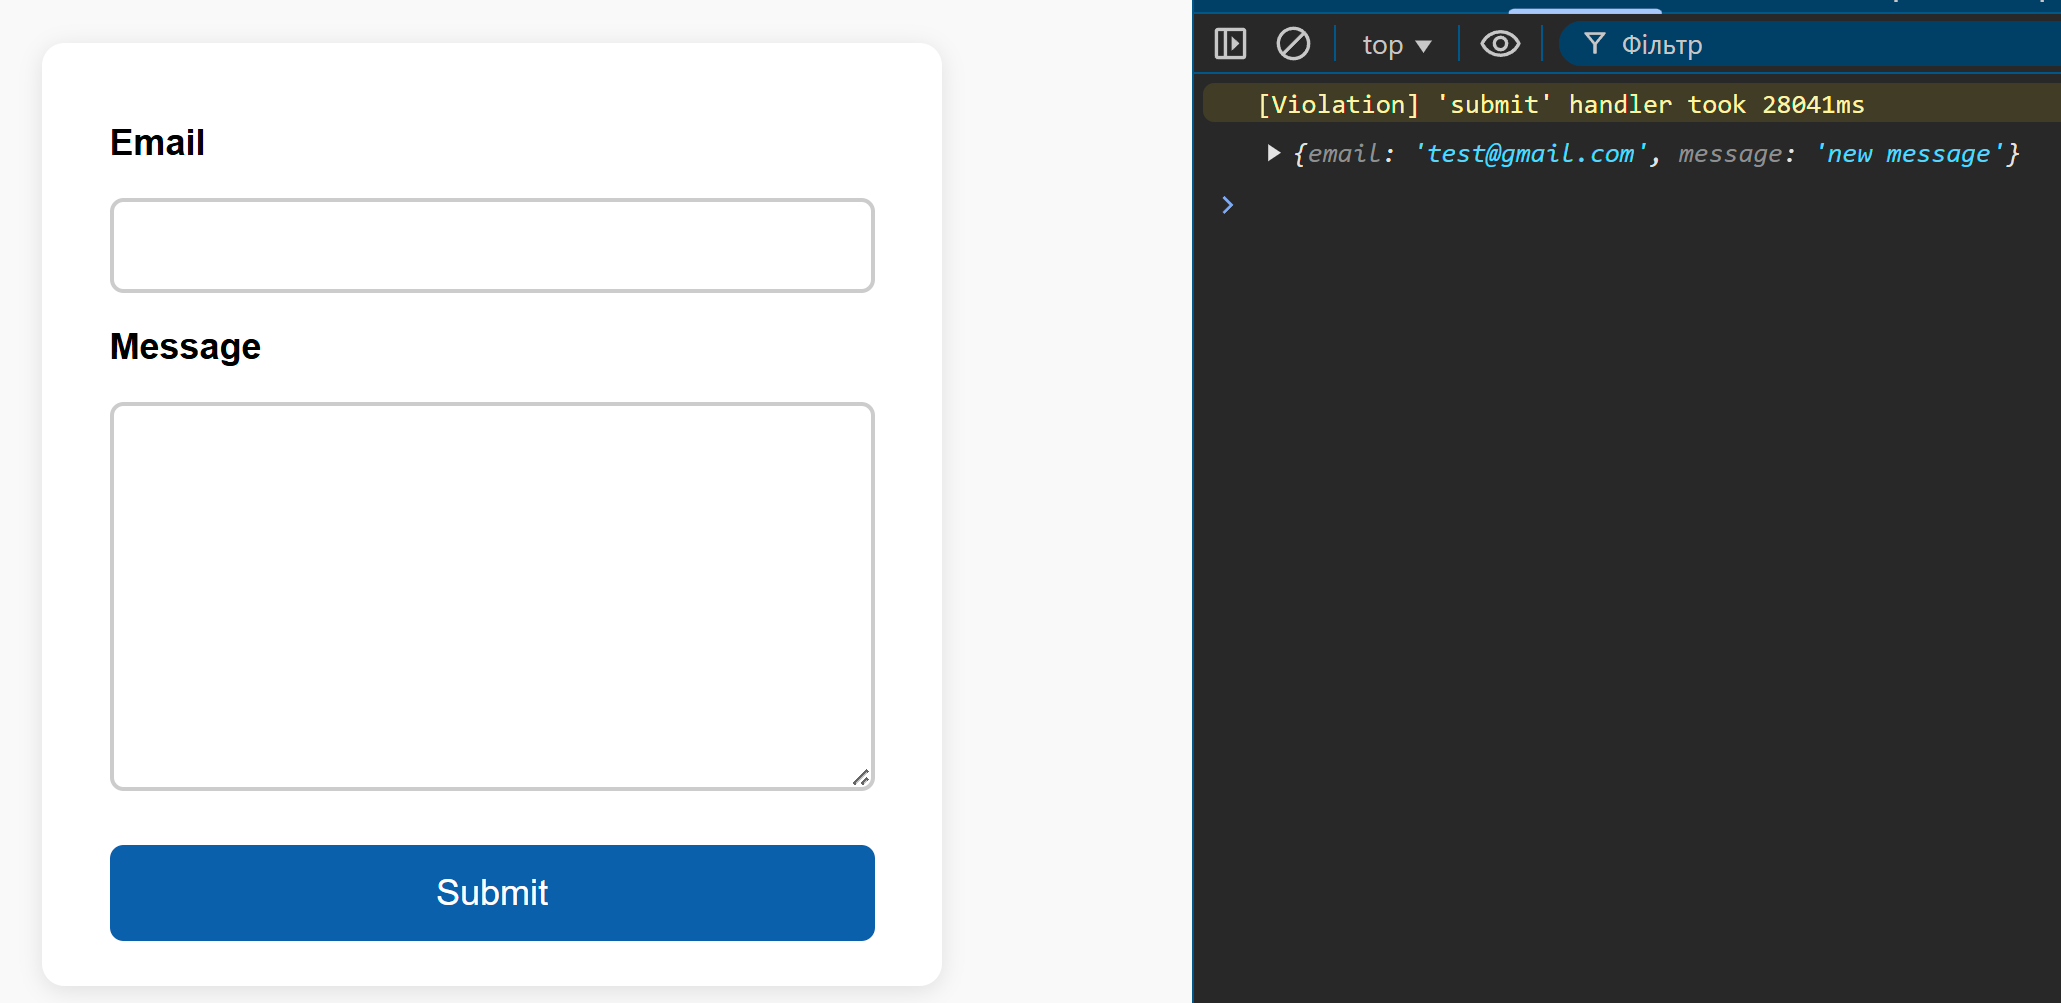 Email
Message
Submit
top
Фільтр
[Violation] 'submit' handler took 28041ms
{email: 'test@gmail.com', message: 'new message'}